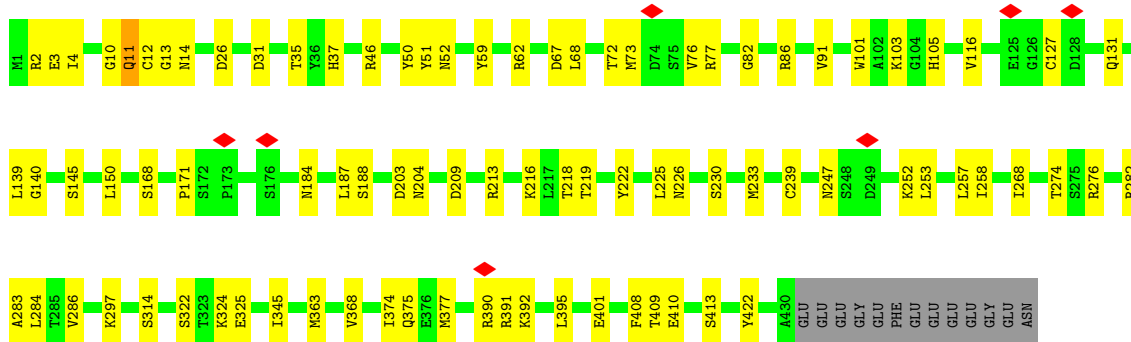 M1 R2 E3 I4 G10 Q11 C12 G13 N14 D26 D31 T35 Y36 H37 R46 Y50 Y51 N52 Y59 R62 D67 L68 T72 M73 D74 S75 V76 R77 G82 R86 V91 W101 A102 K103 G104 H105 V116 E125 G126 C127 D128 Q131
L139 G140 S145 L150 S168 P171 S172 P173 S176 N184 L187 S188 D203 N204 D209 R213 K216 L217 T218 T219 Y222 L225 N226 S230 M233 C239 N247 S248 D249 K252 L253 L257 I258 I268 T274 S275 R276
A283 L284 T285 V286 K297 S314 S322 T323 K324 E325 I345 M363 V368 I374 Q375 E376 M377 R390 R391 K392 L395 E401 F408 T409 E410 S413 Y422 A430 GLU GLU GLU GLY GLU PHE GLU GLU GLU GLU GLY GLU ASN